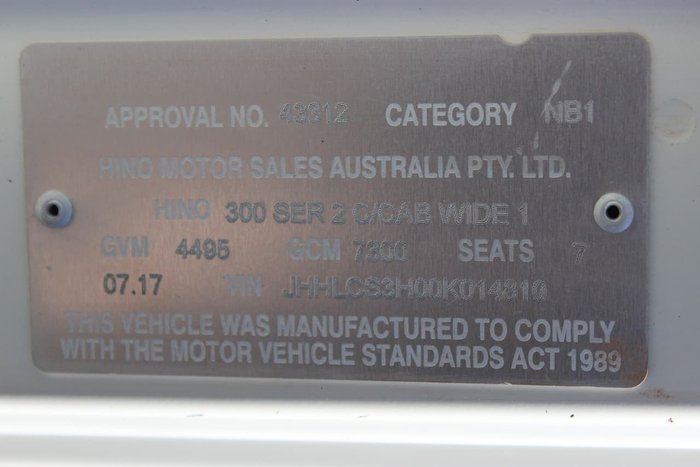 APPROVAL NO. 43312 CATEGORY NB1
HINO MOTOR SALES AUSTRALIA PTY. LTD.
HINO 300 SER 2 C/CAB WIDE 1
GVM 4495 GCM 7300 SEATS 7
07.17 VIN JHHLCS3H00K014810
THIS VEHICLE WAS MANUFACTURED TO COMPLY
WITH THE MOTOR VEHICLE STANDARDS ACT 1989